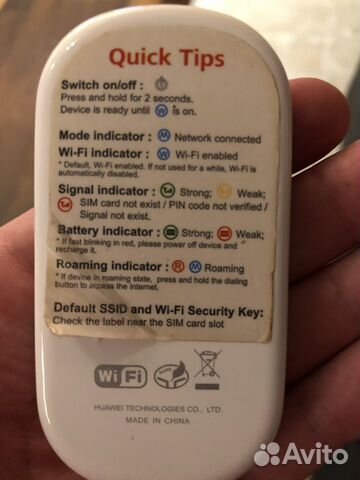 Quick Tips
Switch on/off :
Press and hold for 2 seconds.
Device is ready until W is on.
Mode indicator : M Network connected
Wi-Fi indicator : W Wi-Fi enabled
* Default, Wi-Fi enabled. If not used for a while, Wi-Fi is
automatically disabled.
Signal indicator : Strong; Weak;
SIM card not exist / PIN code not verified /
Signal not exist.
Battery indicator : Strong; Weak;
* If fast blinking in red, please power off device and
recharge it.
Roaming indicator : R M Roaming
* If device in roaming state, press and hold the dialing
button to access the Internet.
Default SSID and Wi-Fi Security Key:
Check the label near the SIM card slot
Wi Fi
HUAWEI TECHNOLOGIES CO., LTD.
MADE IN CHINA
Avito